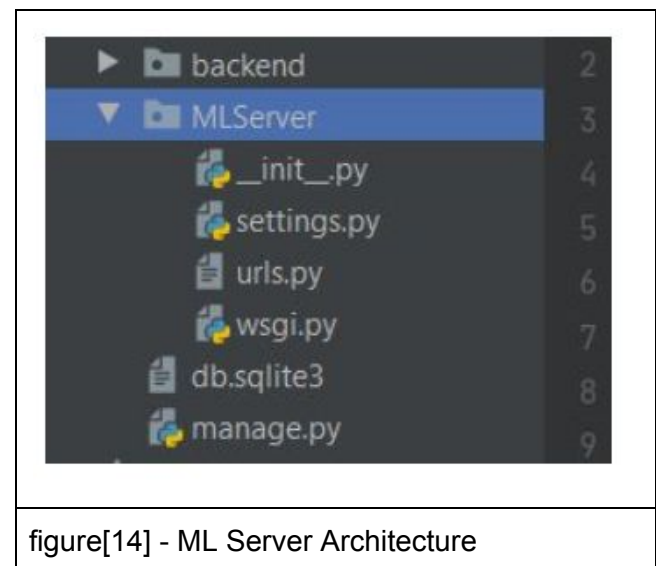 backend 2
MLServer 3
__init__.py 4
settings.py 5
urls.py 6
wsgi.py 7
db.sqlite3 8
manage.py 9
figure[14] - ML Server Architecture